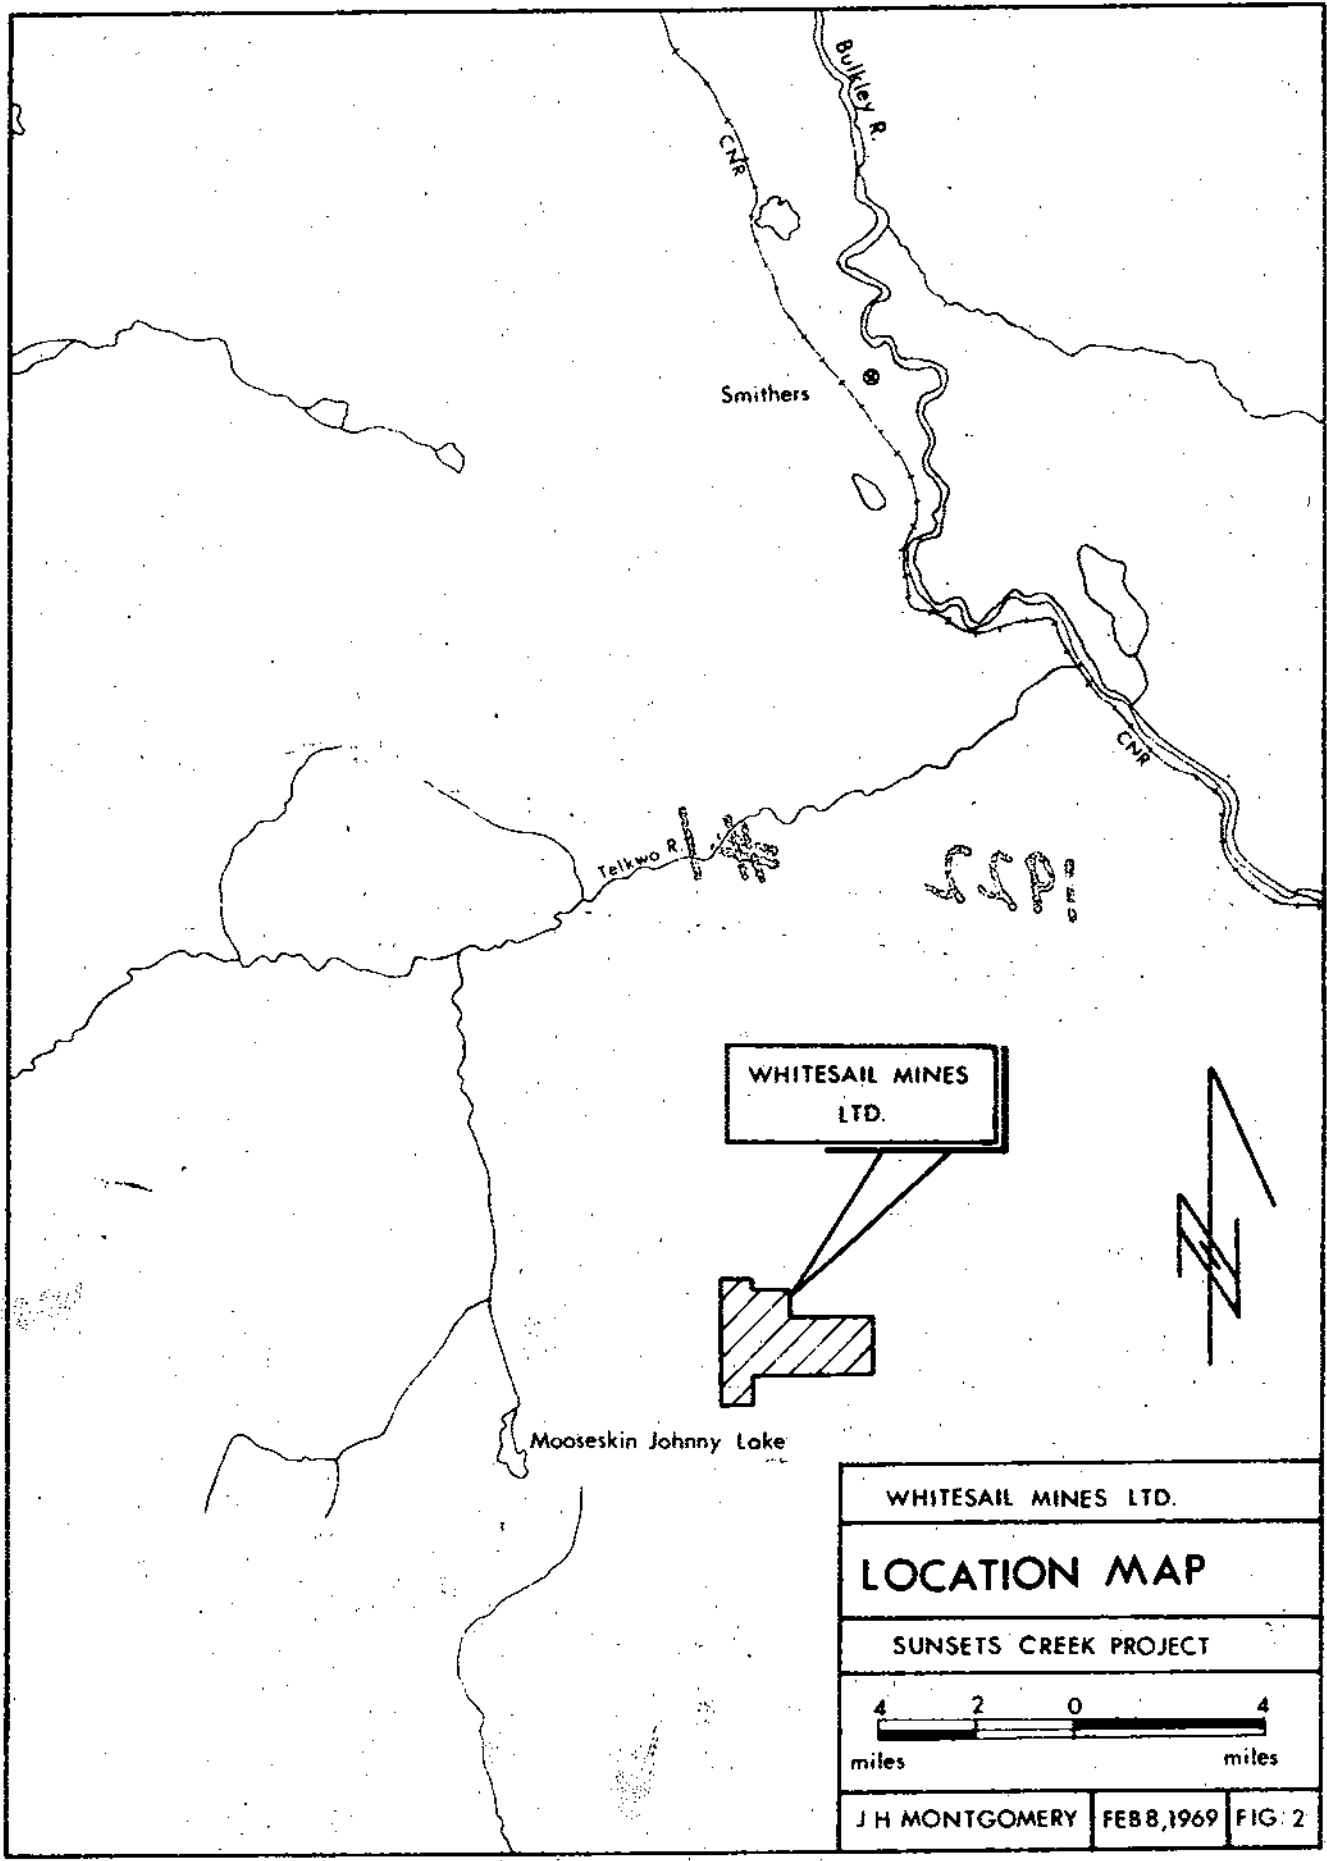 Bulkley R.
CNR
Smithers
CNR
Telkwo R.
WHITESAIL MINES
LTD.
N
Mooseskin Johnny Lake
WHITESAIL MINES LTD.
LOCATION MAP
SUNSETS CREEK PROJECT
4 2 0 4
miles miles
J H MONTGOMERY FEB 8, 1969 FIG. 2